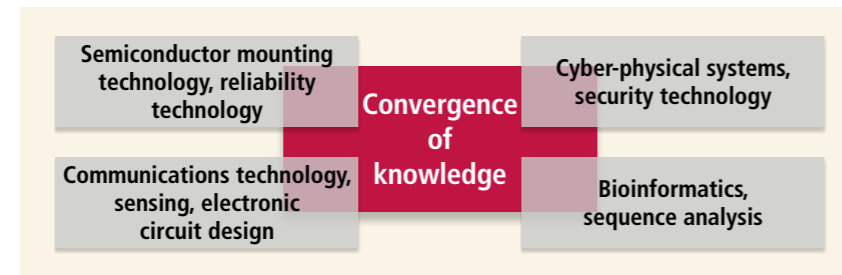 Semiconductor mounting
technology, reliability
technology
Cyber-physical systems,
security technology
Convergence
of
knowledge
Communications technology,
sensing, electronic
circuit design
Bioinformatics,
sequence analysis